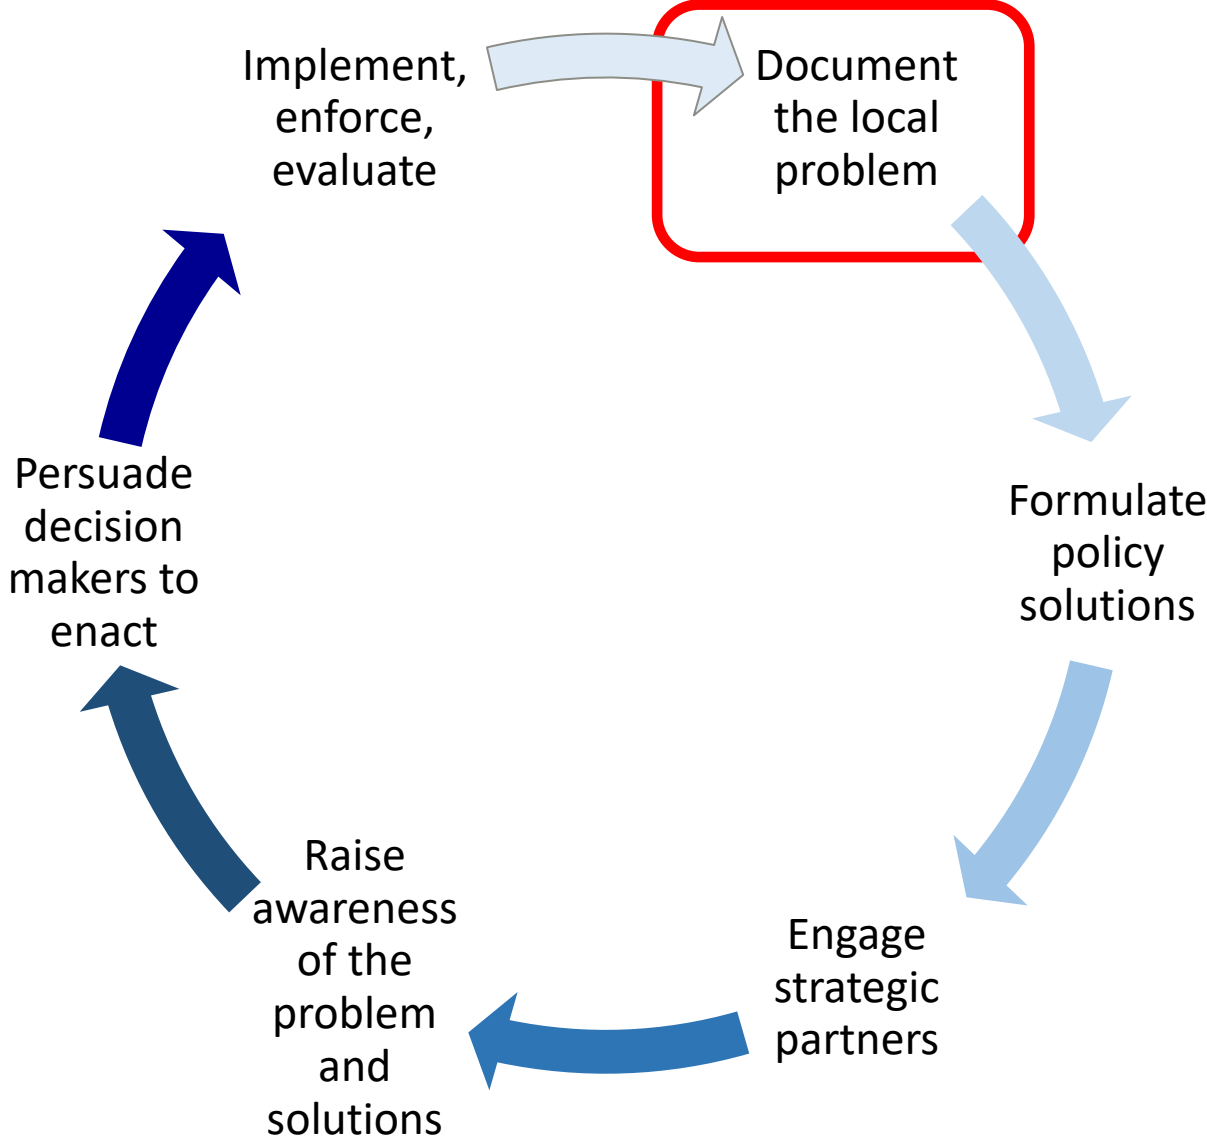 Implement,
enforce,
evaluate
Document
the local
problem
Formulate
policy
solutions
Engage
strategic
partners
Raise
awareness
of the
problem
and
solutions
Persuade
decision
makers to
enact